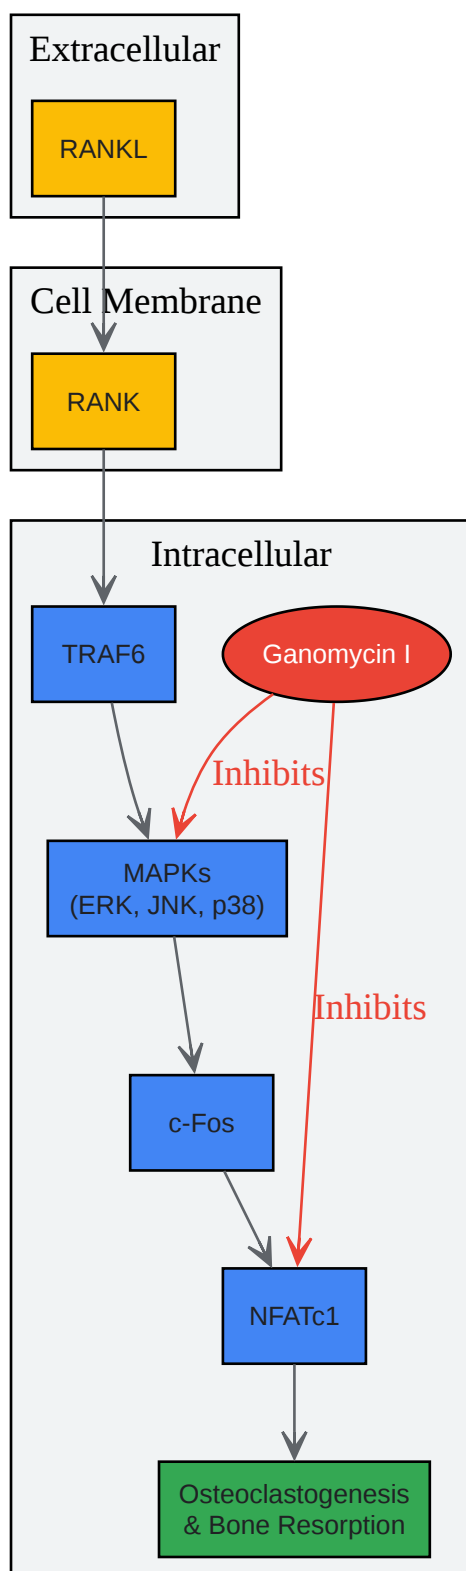 Extracellular
RANKL
Cell Membrane
RANK
Intracellular
TRAF6
Ganomycin I
Inhibits
MAPKs
(ERK, JNK, p38)
Inhibits
c-Fos
NFATc1
Osteoclastogenesis
& Bone Resorption